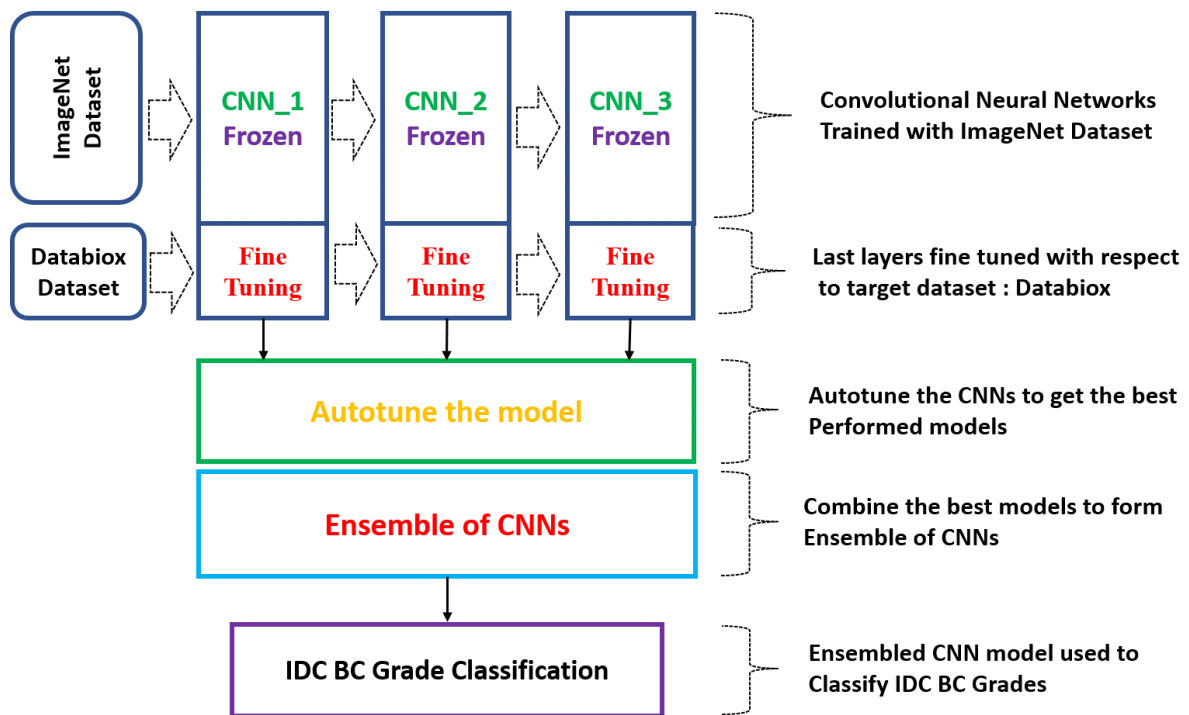 ImageNet
Dataset
CNN_1
Frozen
CNN_2
Frozen
CNN_3
Frozen
Convolutional Neural Networks
Trained with ImageNet Dataset
Databiox
Dataset
Fine
Tuning
Fine
Tuning
Fine
Tuning
Last layers fine tuned with respect
to target dataset : Databiox
Autotune the model
Autotune the CNNs to get the best
Performed models
Ensemble of CNNs
Combine the best models to form
Ensemble of CNNs
IDC BC Grade Classification
Ensembled CNN model used to
Classify IDC BC Grades